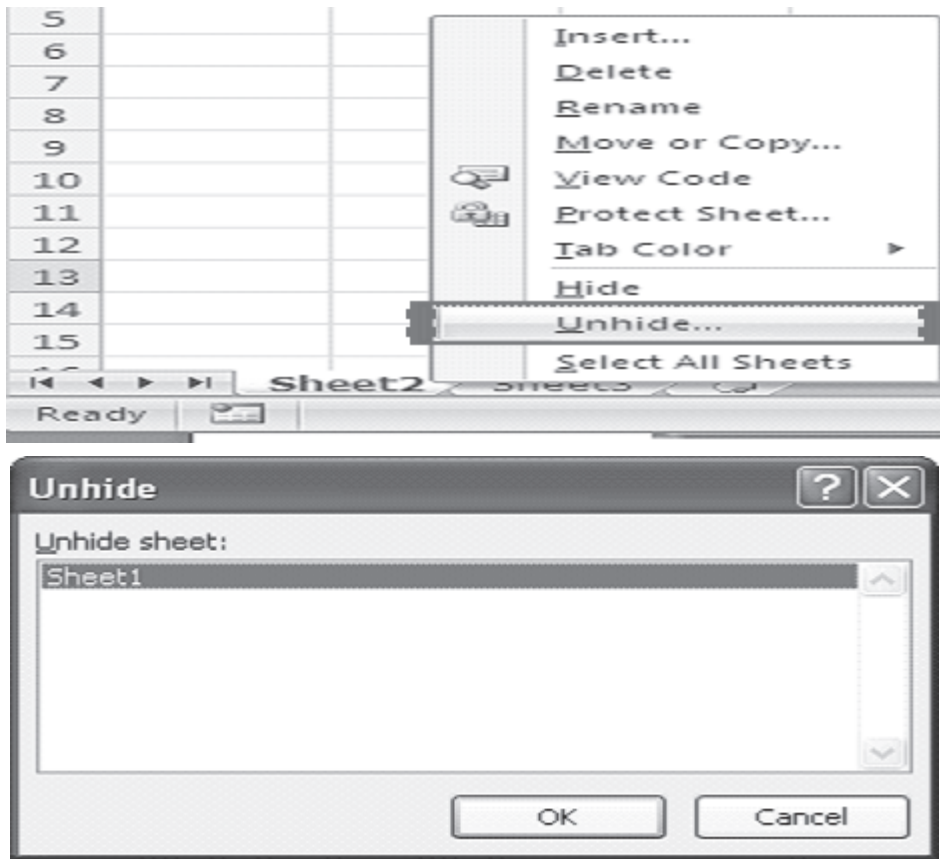 5
6
7
8
9
10
11
12
13
14
15
Insert...
Delete
Rename
Move or Copy...
View Code
Protect Sheet...
Tab Color
Hide
Unhide...
Select All Sheets
Sheet2 Sheet3
Ready
Unhide
Unhide sheet:
Sheet1
OK Cancel